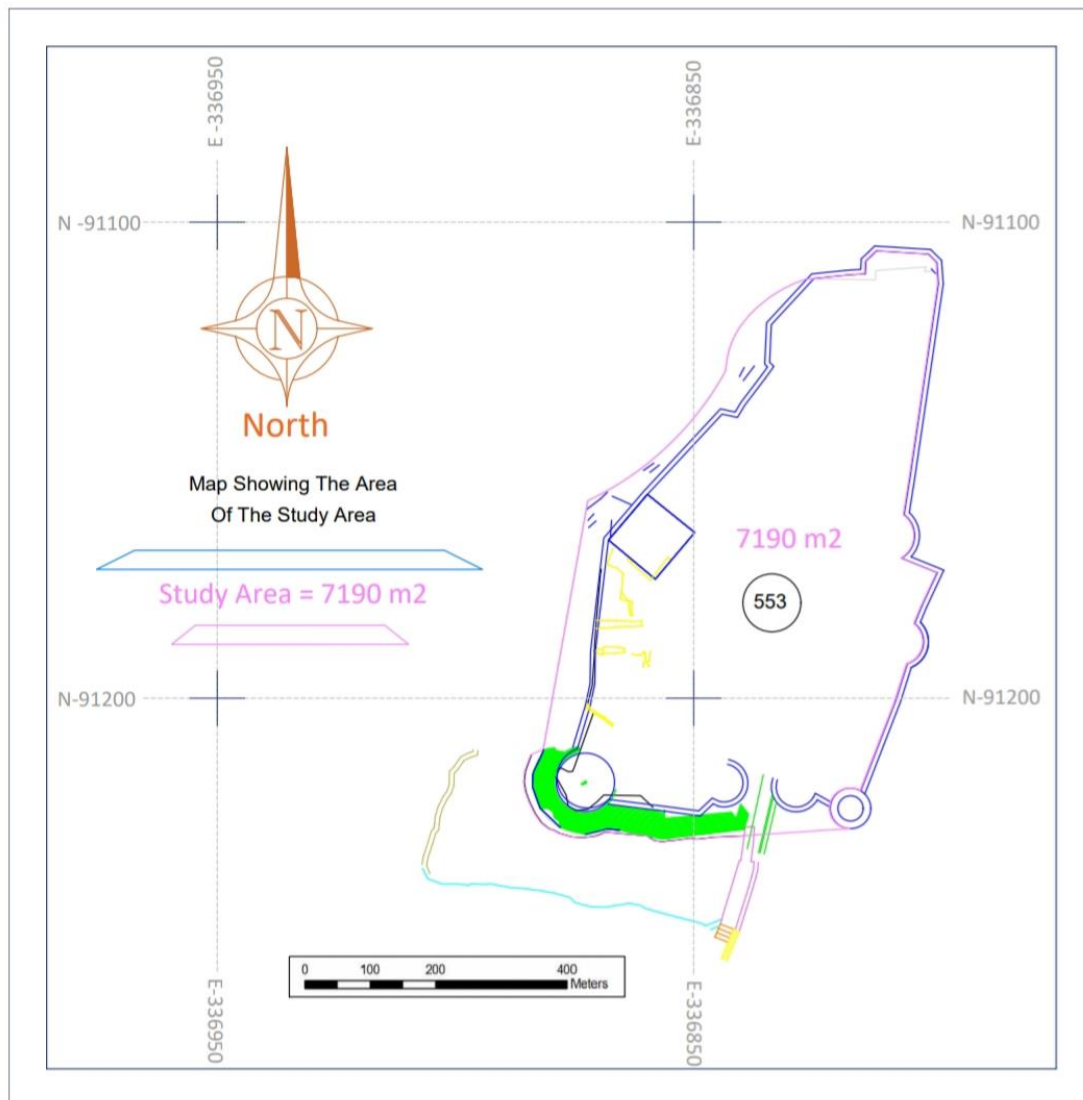 E -336950
E-336850
N -91100
N-91100
N
North
Map Showing The Area
Of The Study Area
7190 m2
Study Area = 7190 m2
553
N-91200
N-91200
0 100 200 400
Meters
E-336950
E-336850